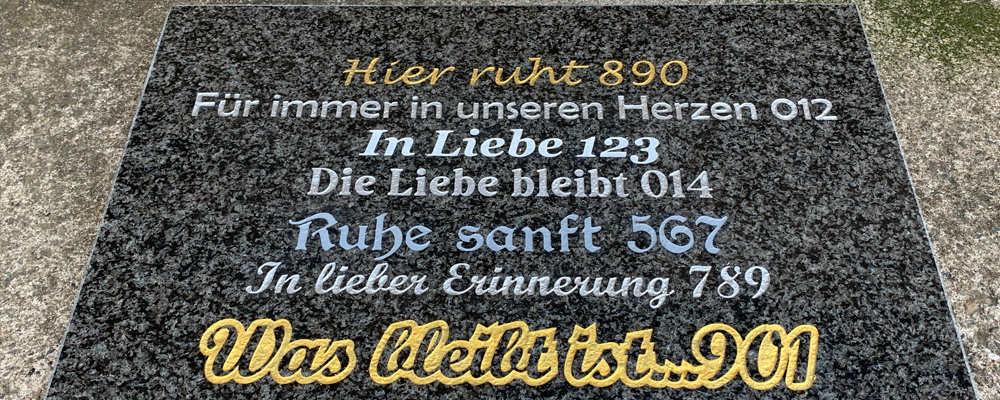 Hier ruht 890
Für immer in unseren Herzen 012
In Liebe 123
Die Liebe bleibt 014
Ruhe sanft 567
In lieber Erinnerung 789
Was bleibt ist...901